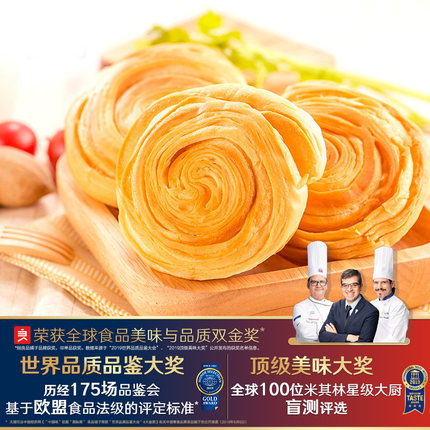 荣获全球食品美味与品质双金奖*
世界品质品鉴大奖
历经175场品鉴会
基于欧盟食品法级的评定标准*
GOLD
顶级美味大奖
全球100位米其林星级大厨
盲测评选
TASTE